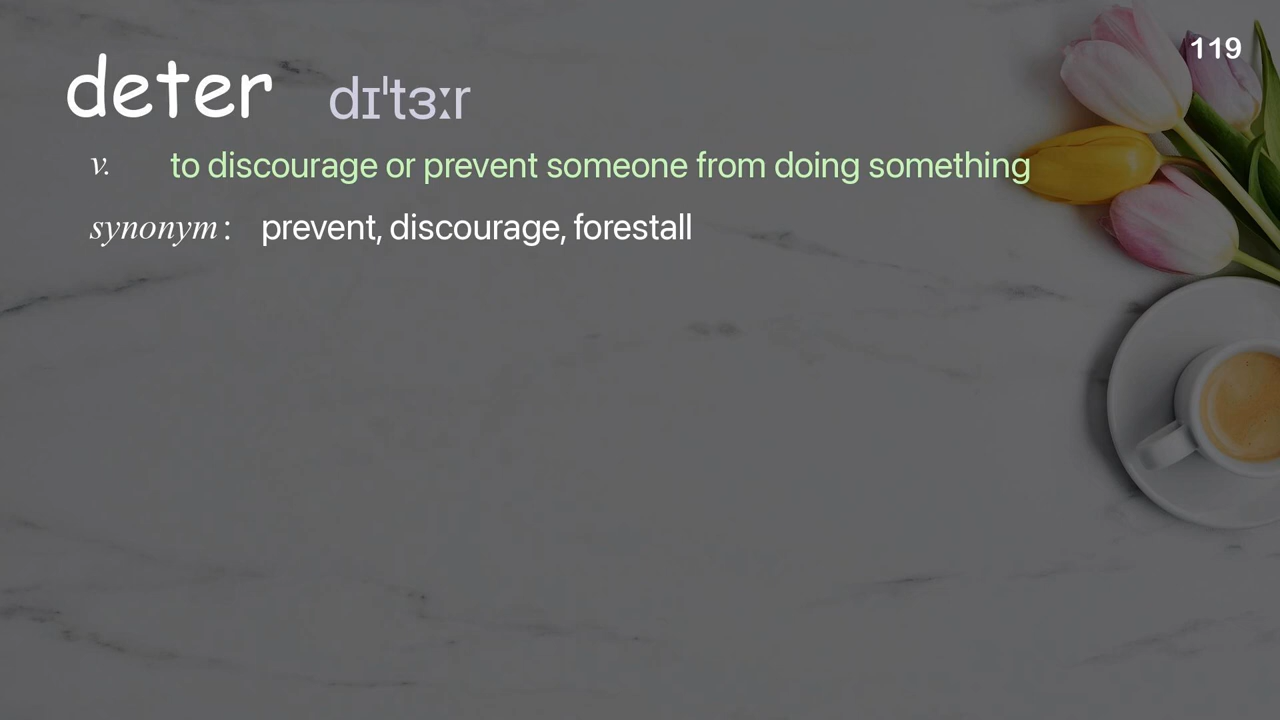 119
deter dɪˈtɜːr
v. to discourage or prevent someone from doing something
synonym: prevent, discourage, forestall